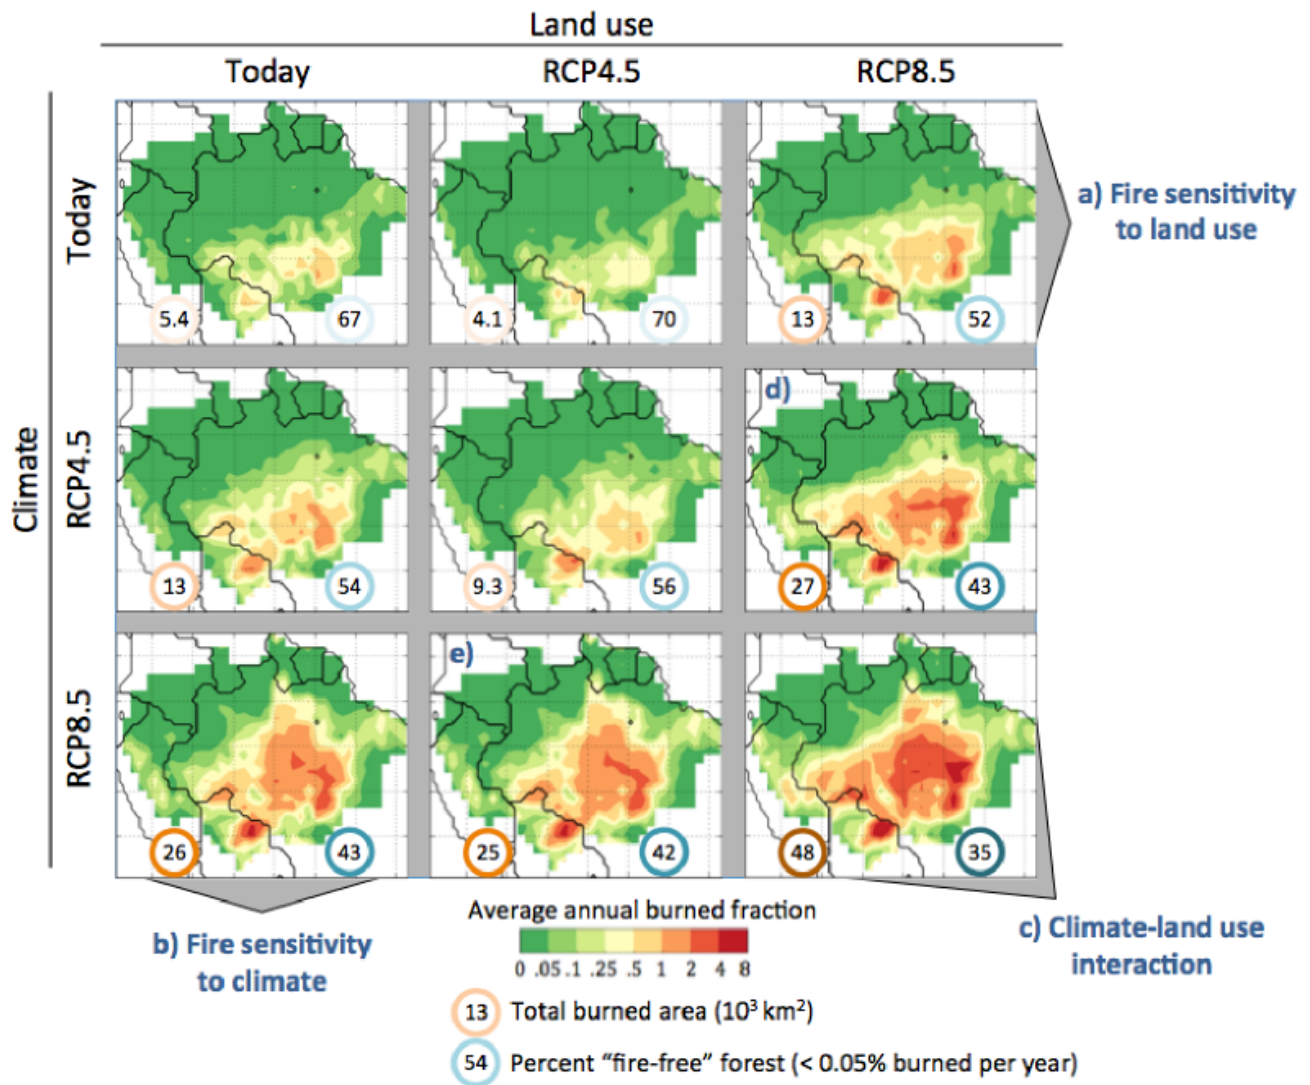 Land use
Today RCP4.5 RCP8.5
Climate
Today
5.4 67 4.1 70 13 52
a) Fire sensitivity
to land use
RCP4.5
d)
13 54 9.3 56 27 43
RCP8.5
e)
26 43 25 42 48 35
b) Fire sensitivity
to climate
c) Climate-land use
interaction
Average annual burned fraction
0 .05 .1 .25 .5 1 2 4 8
13 Total burned area (10³ km²)
54 Percent "fire-free" forest (< 0.05% burned per year)